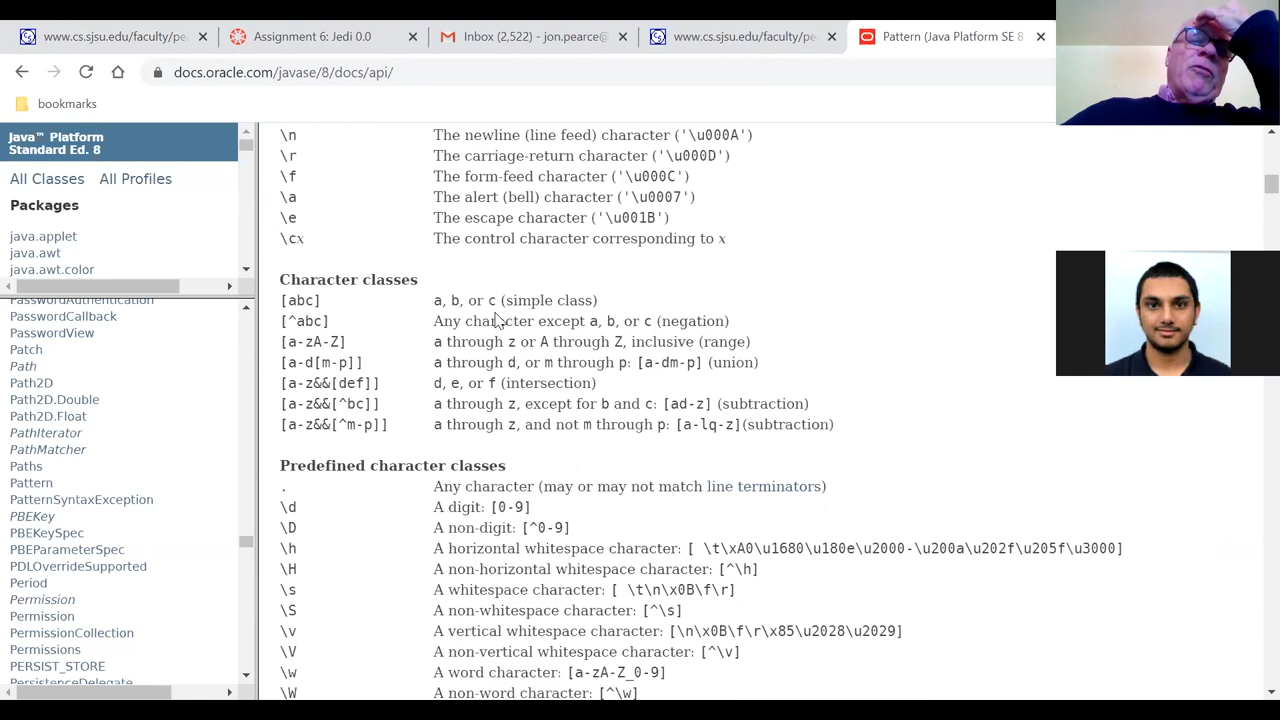 www.cs.sjsu.edu/faculty/pe
Assignment 6: Jedi 0.0
Inbox (2,522) - jon.pearce@
www.cs.sjsu.edu/faculty/pe
Pattern (Java Platform SE 8
docs.oracle.com/javase/8/docs/api/
bookmarks
Java™ Platform
Standard Ed. 8
All Classes All Profiles
Packages
java.applet
java.awt
java.awt.color
PasswordAuthentication
PasswordCallback
PasswordView
Patch
Path
Path2D
Path2D.Double
Path2D.Float
PathIterator
PathMatcher
Paths
Pattern
PatternSyntaxException
PBEKey
PBEKeySpec
PBEParameterSpec
PDLOverrideSupported
Period
Permission
Permission
PermissionCollection
Permissions
PERSIST_STORE
PersistenceDelegate
\n The newline (line feed) character ('\u000A')
\r The carriage-return character ('\u000D')
\f The form-feed character ('\u000C')
\a The alert (bell) character ('\u0007')
\e The escape character ('\u001B')
\cx The control character corresponding to x
Character classes
[abc] a, b, or c (simple class)
[^abc] Any character except a, b, or c (negation)
[a-zA-Z] a through z or A through Z, inclusive (range)
[a-d[m-p]] a through d, or m through p: [a-dm-p] (union)
[a-z&&[def]] d, e, or f (intersection)
[a-z&&[^bc]] a through z, except for b and c: [ad-z] (subtraction)
[a-z&&[^m-p]] a through z, and not m through p: [a-lq-z](subtraction)
Predefined character classes
. Any character (may or may not match line terminators)
\d A digit: [0-9]
\D A non-digit: [^0-9]
\h A horizontal whitespace character: [ \t\xA0\u1680\u180e\u2000-\u200a\u202f\u205f\u3000]
\H A non-horizontal whitespace character: [^\h]
\s A whitespace character: [ \t\n\x0B\f\r]
\S A non-whitespace character: [^\s]
\v A vertical whitespace character: [\n\x0B\f\r\x85\u2028\u2029]
\V A non-vertical whitespace character: [^\v]
\w A word character: [a-zA-Z_0-9]
\W A non-word character: [^\w]